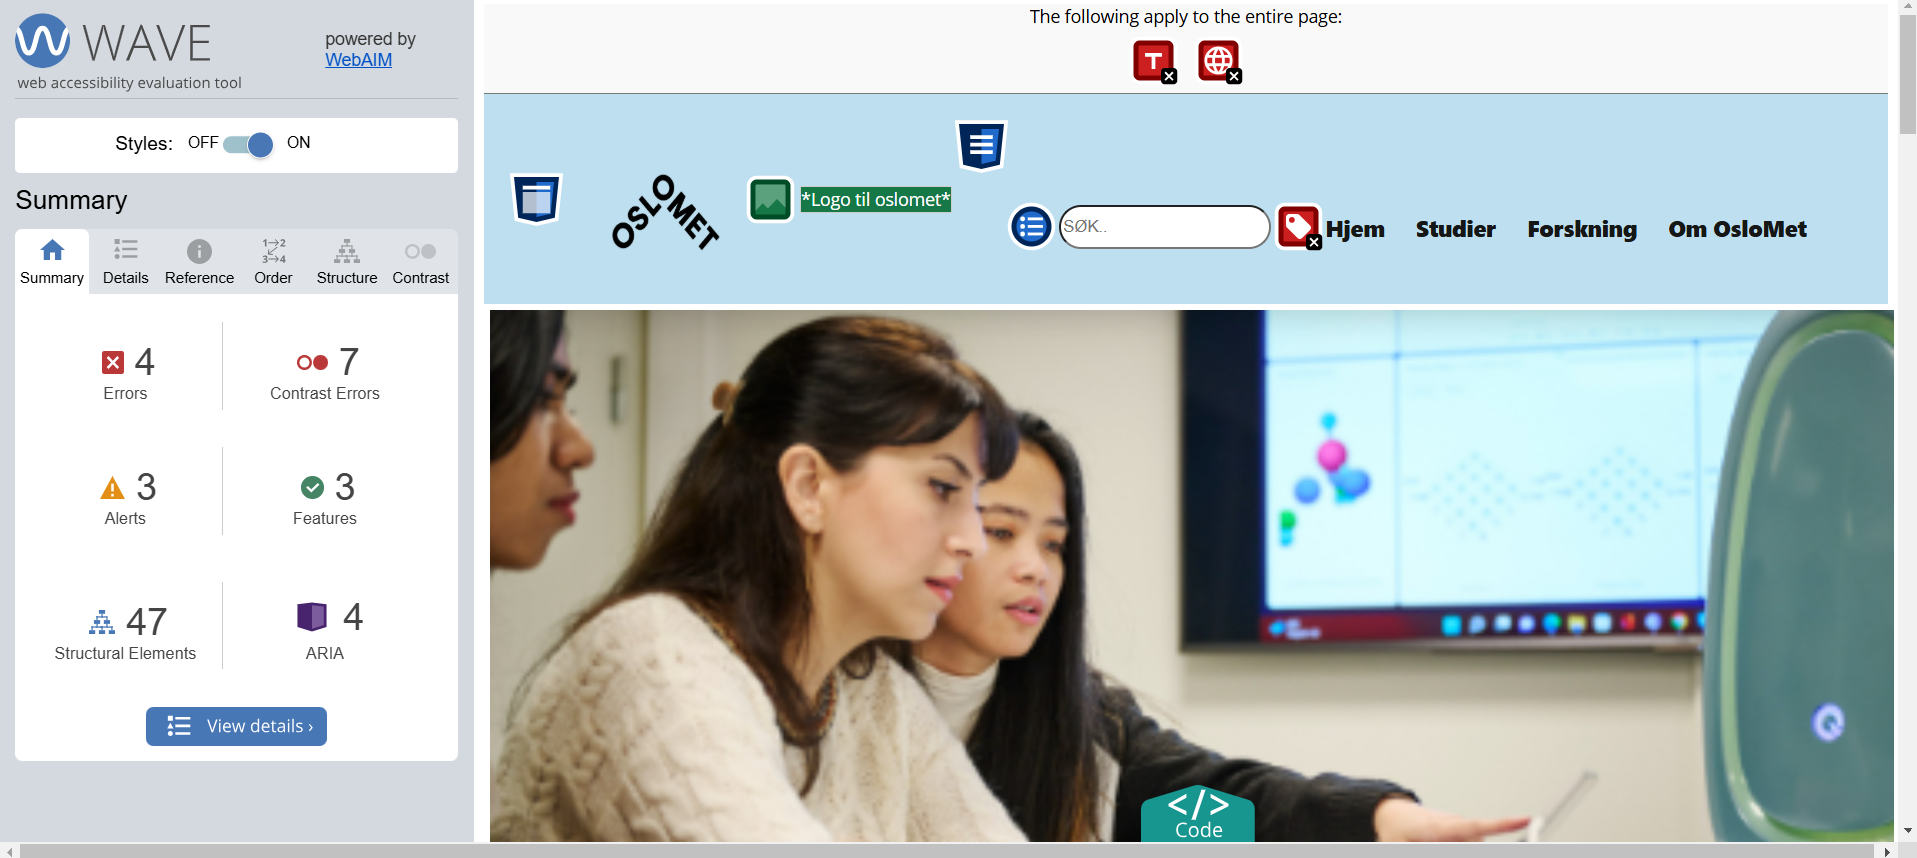 WAVE
web accessibility evaluation tool
powered by
WebAIM
Styles: OFF ON
Summary
Summary Details Reference Order Structure Contrast
4
Errors
7
Contrast Errors
3
Alerts
3
Features
47
Structural Elements
4
ARIA
View details ›
The following apply to the entire page:
OSLOMET
*Logo til oslomet*
SØK..
Hjem Studier Forskning Om OsloMet
</>
Code